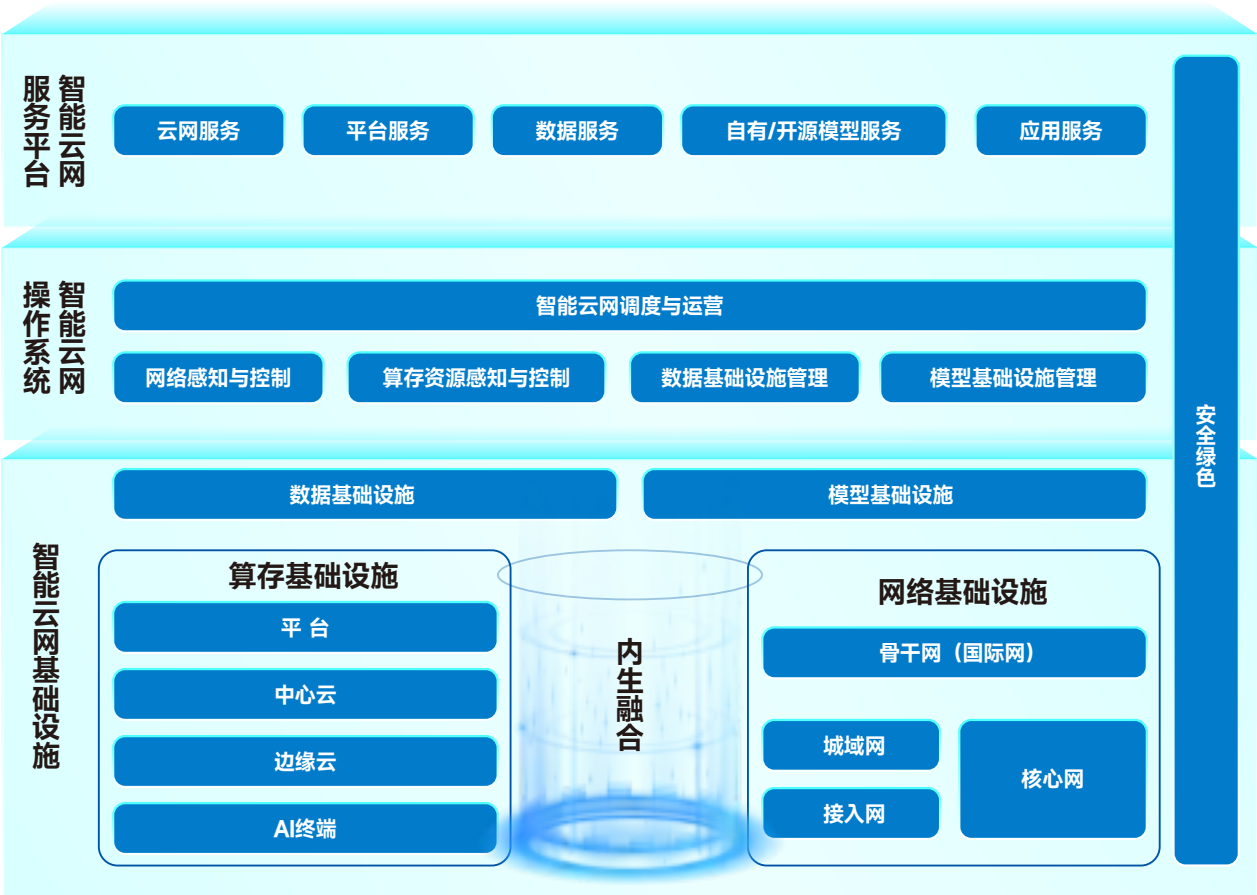 智能云网
服务平台
云网服务
平台服务
数据服务
自有/开源模型服务
应用服务
智能云网
操作系统
智能云网调度与运营
网络感知与控制
算存资源感知与控制
数据基础设施管理
模型基础设施管理
安全绿色
智能云网基础设施
数据基础设施
模型基础设施
算存基础设施
平 台
中心云
边缘云
AI终端
内生融合
网络基础设施
骨干网（国际网）
城域网
接入网
核心网